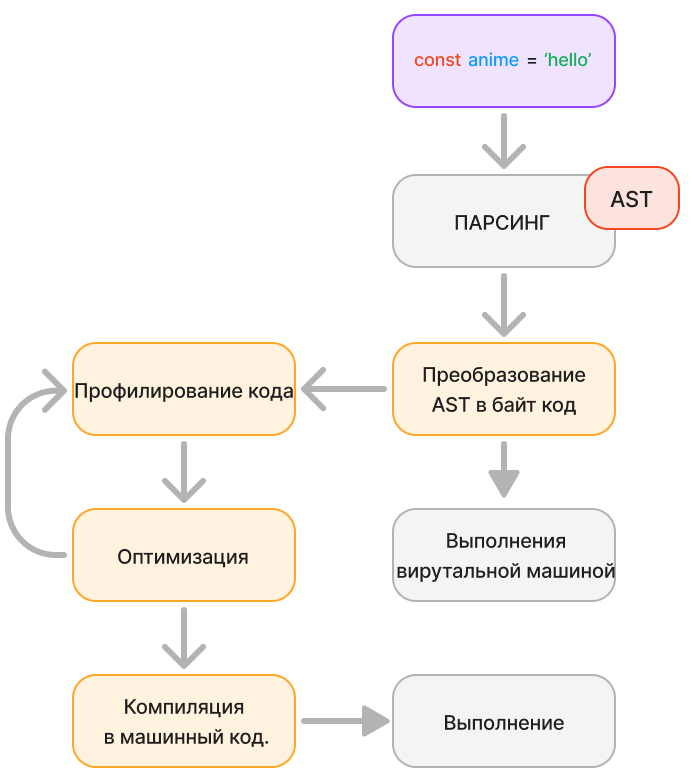 const anime = ‘hello’
AST
ПАРСИНГ
Преобразование
AST в байт код
Профилирование кода
Оптимизация
Выполнения
вирутальной машиной
Компиляция
в машинный код.
Выполнение